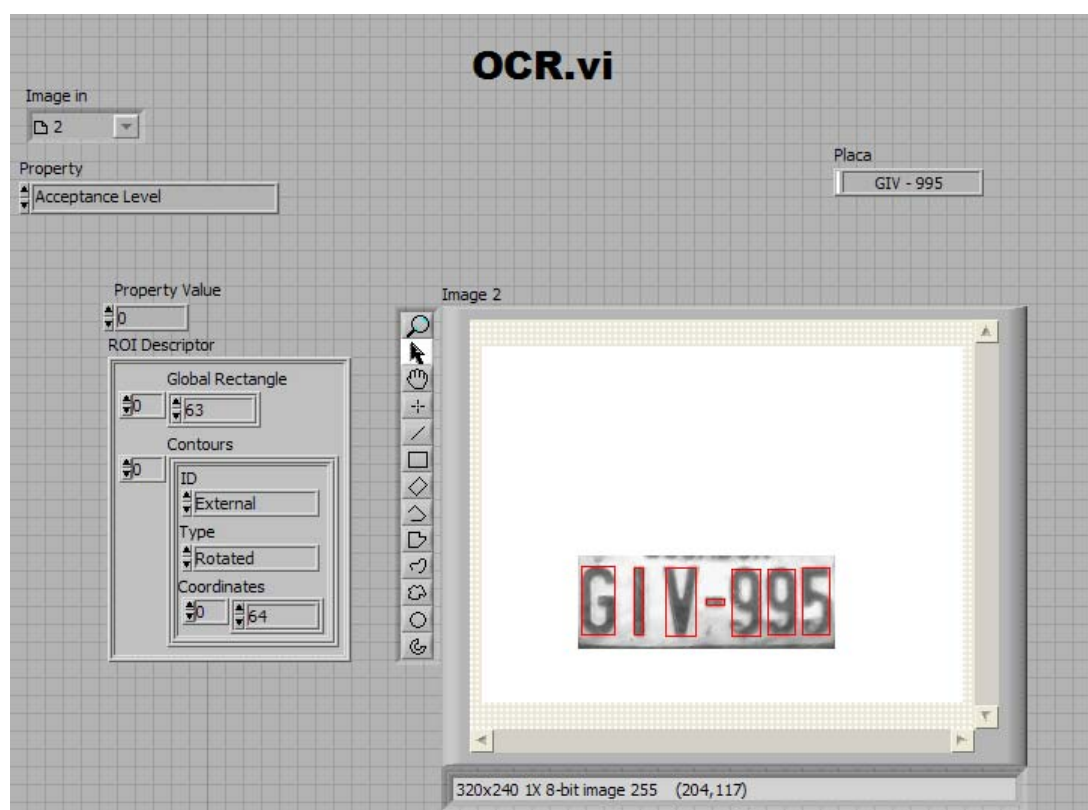 OCR.vi
Image in
2
Property
Acceptance Level
Placa
GIV - 995
Property Value
0
ROI Descriptor
Global Rectangle
0 63
Contours
0
ID
External
Type
Rotated
Coordinates
0 64
Image 2
GIV-995
320x240 1X 8-bit image 255 (204,117)